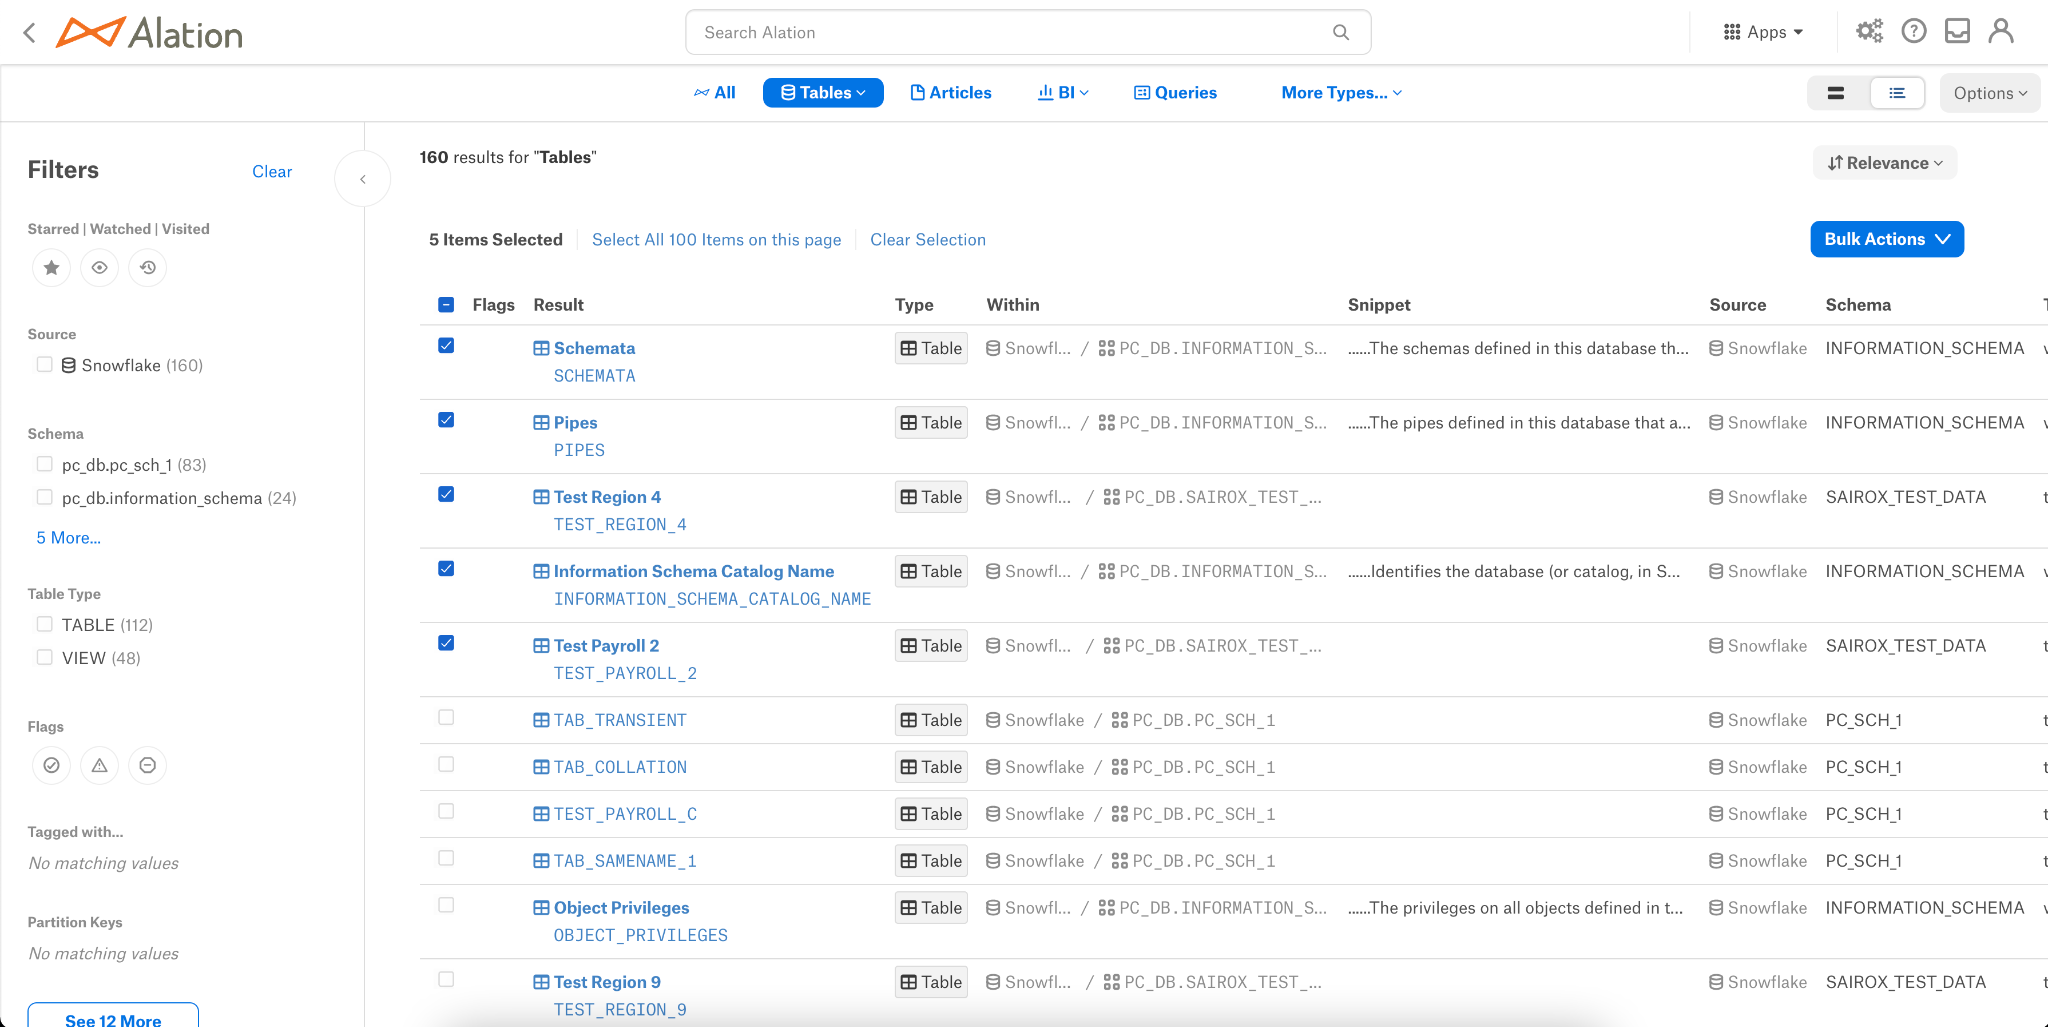 Alation
Search Alation
Apps
All
Tables
Articles
BI
Queries
More Types...
Options
Filters
Clear
Starred | Watched | Visited
Source
Snowflake (160)
Schema
pc_db.pc_sch_1 (83)
pc_db.information_schema (24)
5 More...
Table Type
TABLE (112)
VIEW (48)
Flags
Tagged with...
No matching values
Partition Keys
No matching values
See 12 More
160 results for "Tables"
Relevance
5 Items Selected
Select All 100 Items on this page
Clear Selection
Bulk Actions
Flags Result Type Within Snippet Source Schema
Schemata Table Snowfl... / PC_DB.INFORMATION_S... ......The schemas defined in this database th... Snowflake INFORMATION_SCHEMA
SCHEMATA
Pipes Table Snowfl... / PC_DB.INFORMATION_S... ......The pipes defined in this database that a... Snowflake INFORMATION_SCHEMA
PIPES
Test Region 4 Table Snowfl... / PC_DB.SAIROX_TEST_... Snowflake SAIROX_TEST_DATA
TEST_REGION_4
Information Schema Catalog Name Table Snowfl... / PC_DB.INFORMATION_S... ......Identifies the database (or catalog, in S... Snowflake INFORMATION_SCHEMA
INFORMATION_SCHEMA_CATALOG_NAME
Test Payroll 2 Table Snowfl... / PC_DB.SAIROX_TEST_... Snowflake SAIROX_TEST_DATA
TEST_PAYROLL_2
TAB_TRANSIENT Table Snowflake / PC_DB.PC_SCH_1 Snowflake PC_SCH_1
TAB_COLLATION Table Snowflake / PC_DB.PC_SCH_1 Snowflake PC_SCH_1
TEST_PAYROLL_C Table Snowflake / PC_DB.PC_SCH_1 Snowflake PC_SCH_1
TAB_SAMENAME_1 Table Snowflake / PC_DB.PC_SCH_1 Snowflake PC_SCH_1
Object Privileges Table Snowfl... / PC_DB.INFORMATION_S... ......The privileges on all objects defined in t... Snowflake INFORMATION_SCHEMA
OBJECT_PRIVILEGES
Test Region 9 Table Snowfl... / PC_DB.SAIROX_TEST_... Snowflake SAIROX_TEST_DATA
TEST_REGION_9